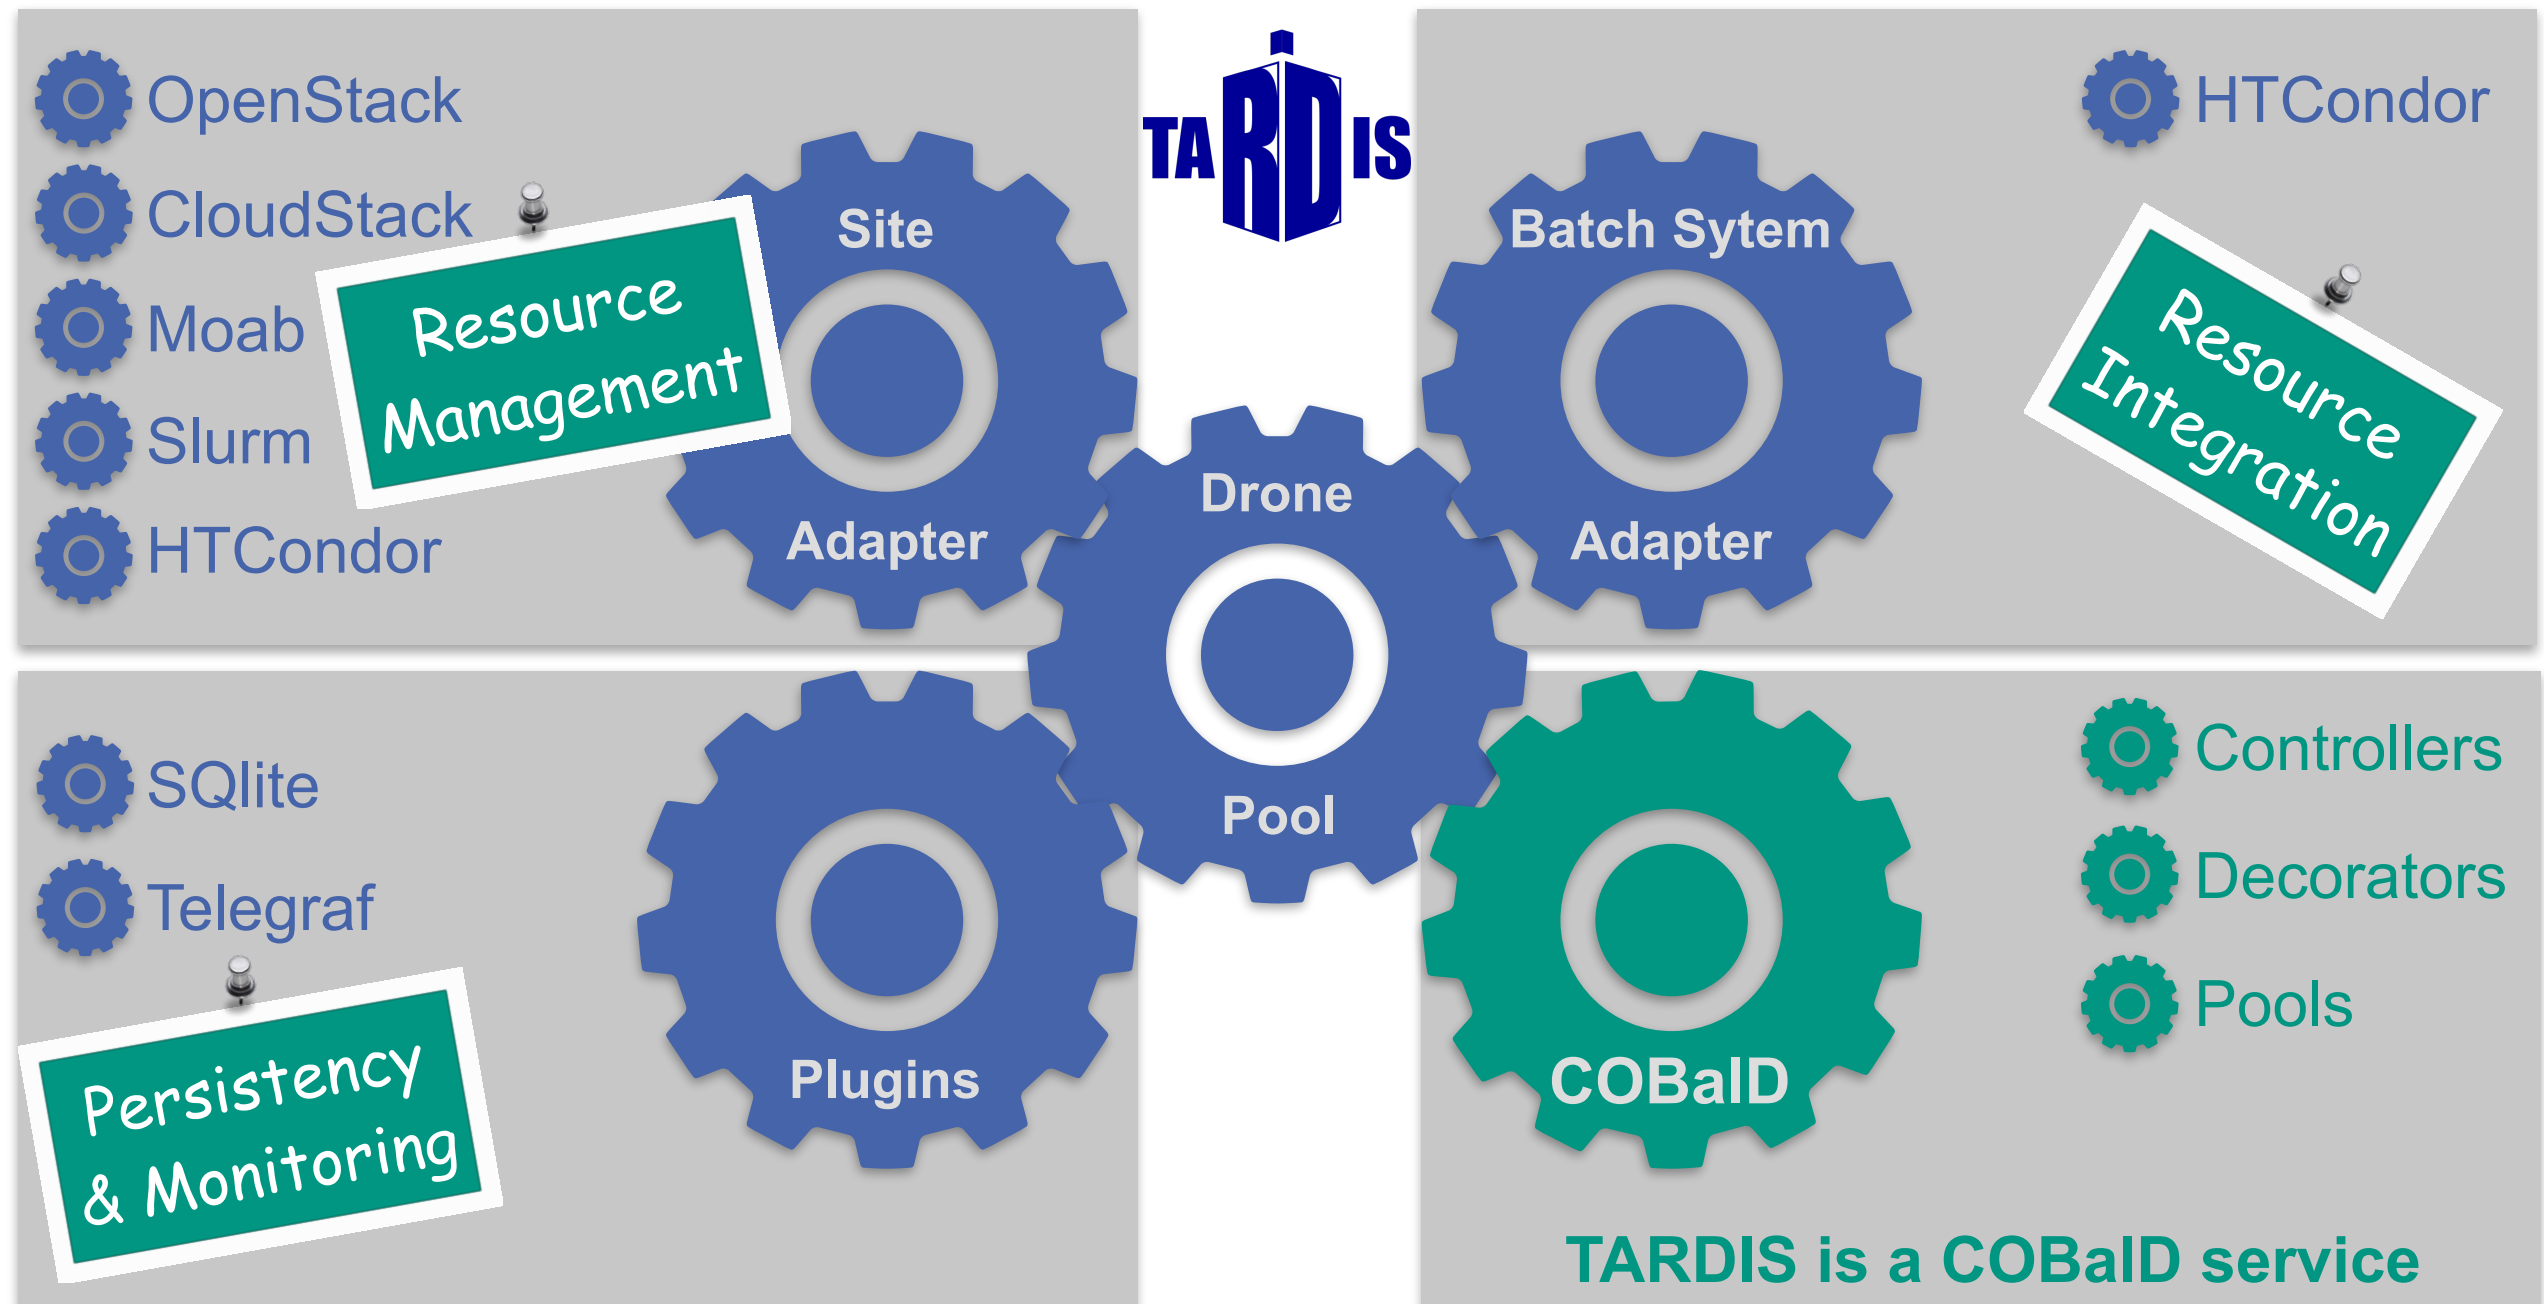 OpenStack
CloudStack
Moab
Slurm
HTCondor
Resource
Management
Site
Adapter
TARDIS
Batch Sytem
Adapter
HTCondor
Resource
Integration
Drone
Pool
SQlite
Telegraf
Persistency
& Monitoring
Plugins
COBalD
Controllers
Decorators
Pools
TARDIS is a COBalD service